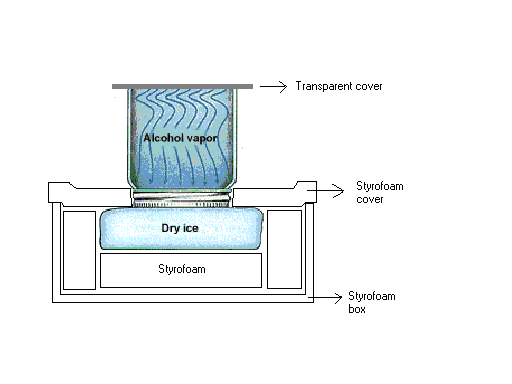 Transparent cover
Alcohol vapor
Styrofoam
cover
Dry ice
Styrofoam
Styrofoam
box